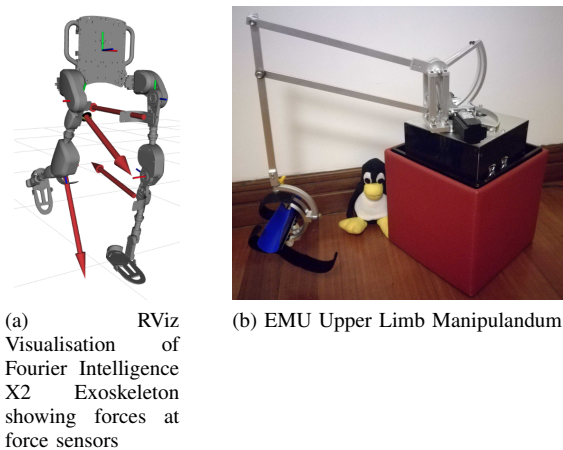 (a) RViz
Visualisation of
Fourier Intelligence
X2 Exoskeleton
showing forces at
force sensors
(b) EMU Upper Limb Manipulandum